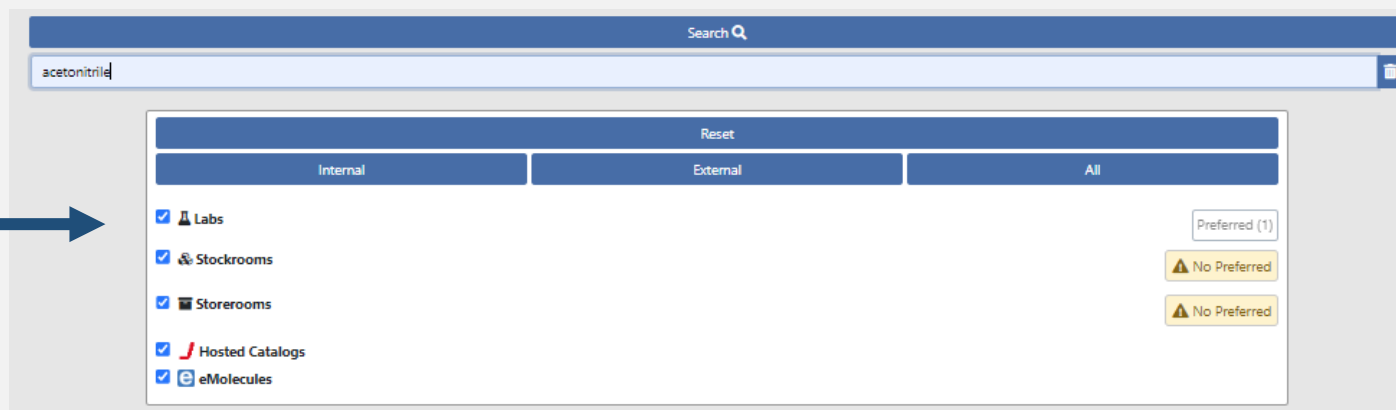 Search
acetonitrile
Reset
Internal External All
Labs Preferred (1)
Stockrooms No Preferred
Storerooms No Preferred
Hosted Catalogs
eMolecules